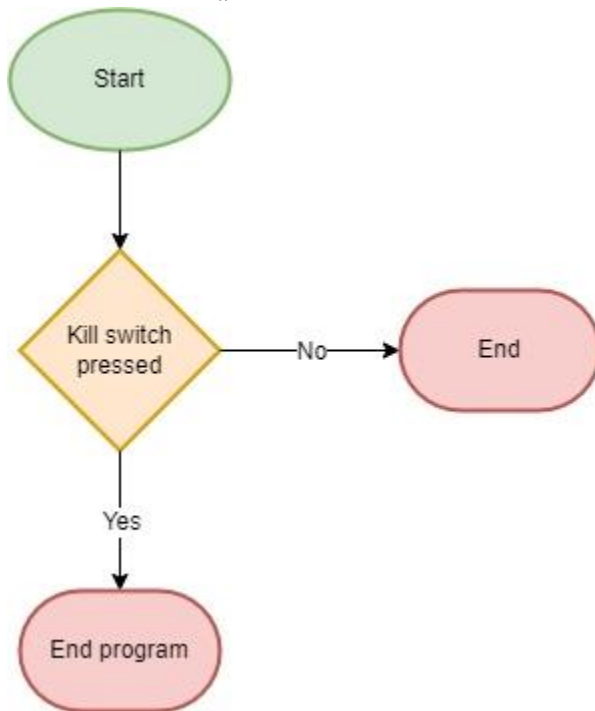 Start
Kill switch
pressed
No
End
Yes
End program